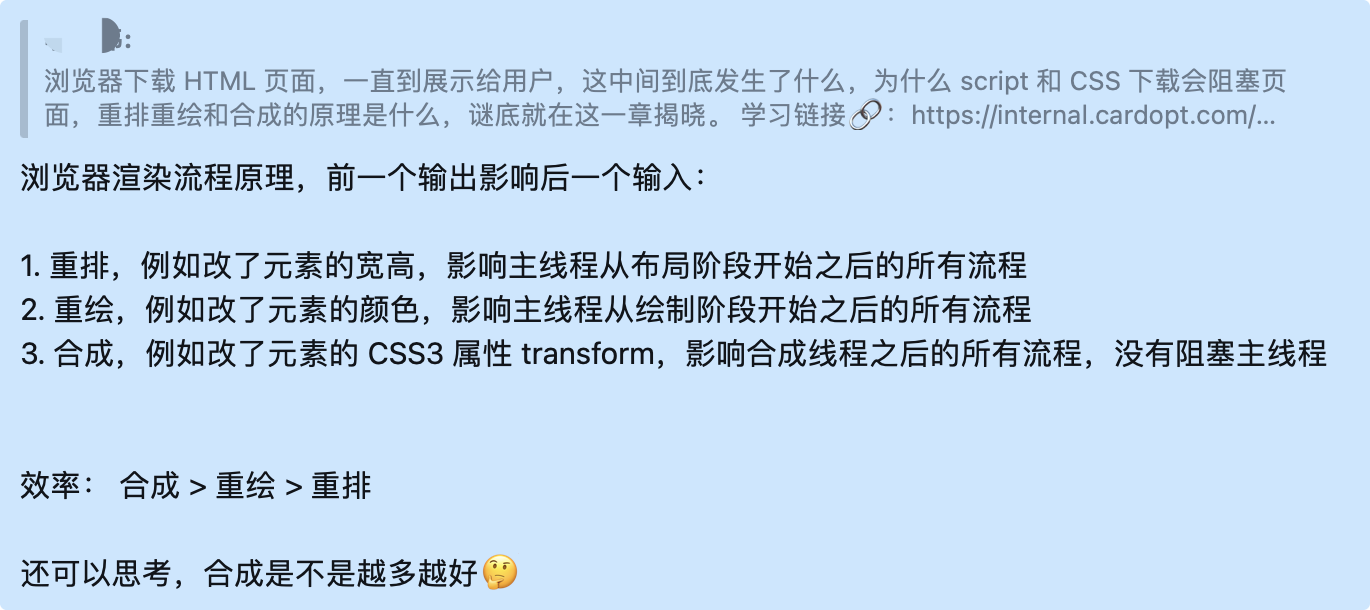 浏览器下载 HTML 页面，一直到展示给用户，这中间到底发生了什么，为什么 script 和 CSS 下载会阻塞页
面，重排重绘和合成的原理是什么，谜底就在这一章揭晓。 学习链接🔗：https://internal.cardopt.com/...
浏览器渲染流程原理，前一个输出影响后一个输入：
1. 重排，例如改了元素的宽高，影响主线程从布局阶段开始之后的所有流程
2. 重绘，例如改了元素的颜色，影响主线程从绘制阶段开始之后的所有流程
3. 合成，例如改了元素的 CSS3 属性 transform，影响合成线程之后的所有流程，没有阻塞主线程
效率： 合成 > 重绘 > 重排
还可以思考，合成是不是越多越好🤔